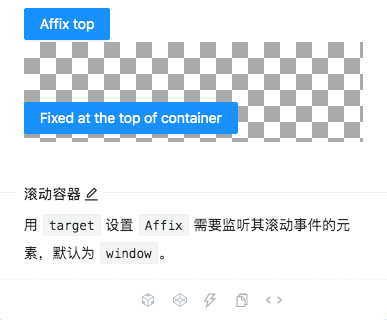 Affix top
Fixed at the top of container
滚动容器
用 target 设置 Affix 需要监听其滚动事件的元
素，默认为 window 。